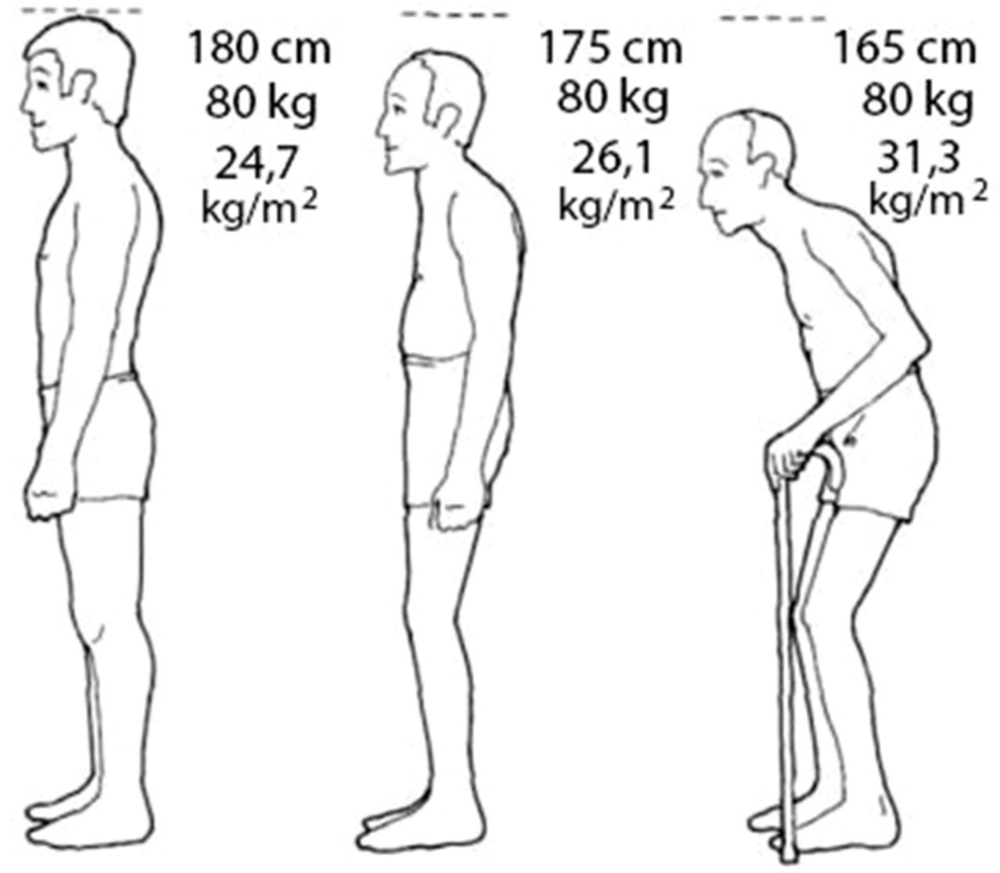 180 cm
80 kg
24,7
kg/m²
175 cm
80 kg
26,1
kg/m²
165 cm
80 kg
31,3
kg/m²